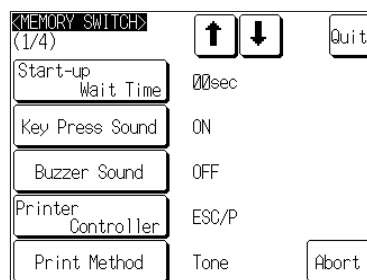 <MEMORY SWITCH>
(1/4)
Quit
Start-up
Wait Time
00sec
Key Press Sound
ON
Buzzer Sound
OFF
Printer
Controller
ESC/P
Print Method
Tone
Abort